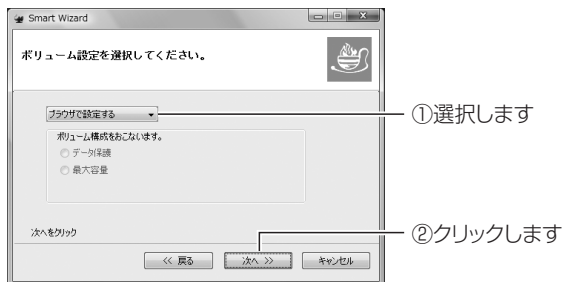 Smart Wizard
ボリューム設定を選択してください。
ブラウザで設定する
①選択します
ボリューム構成をおこないます。
データ保護
最大容量
次へをクリック
②クリックします
<< 戻る
次へ >>
キャンセル